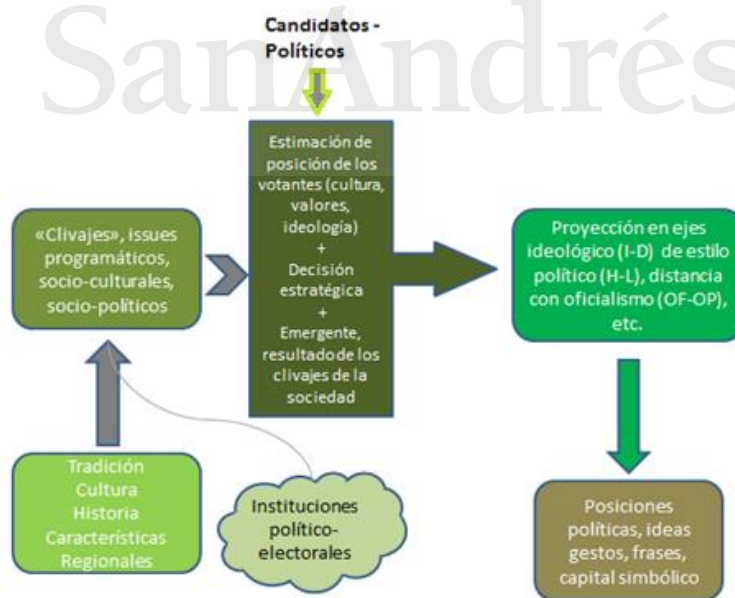 SanAndrés
Candidatos -
Políticos
Estimación de
posición de los
votantes (cultura,
valores,
ideología)
+
Decisión
estratégica
+
Emergente,
resultado de los
clivajes de la
sociedad
«Clivajes», issues
programáticos,
socio-culturales,
socio-políticos
Proyección en ejes
ideológico (I-D) de estilo
político (H-L), distancia
con oficialismo (OF-OP),
etc.
Tradición
Cultura
Historia
Características
Regionales
Instituciones
político-
electorales
Posiciones
políticas, ideas
gestos, frases,
capital simbólico